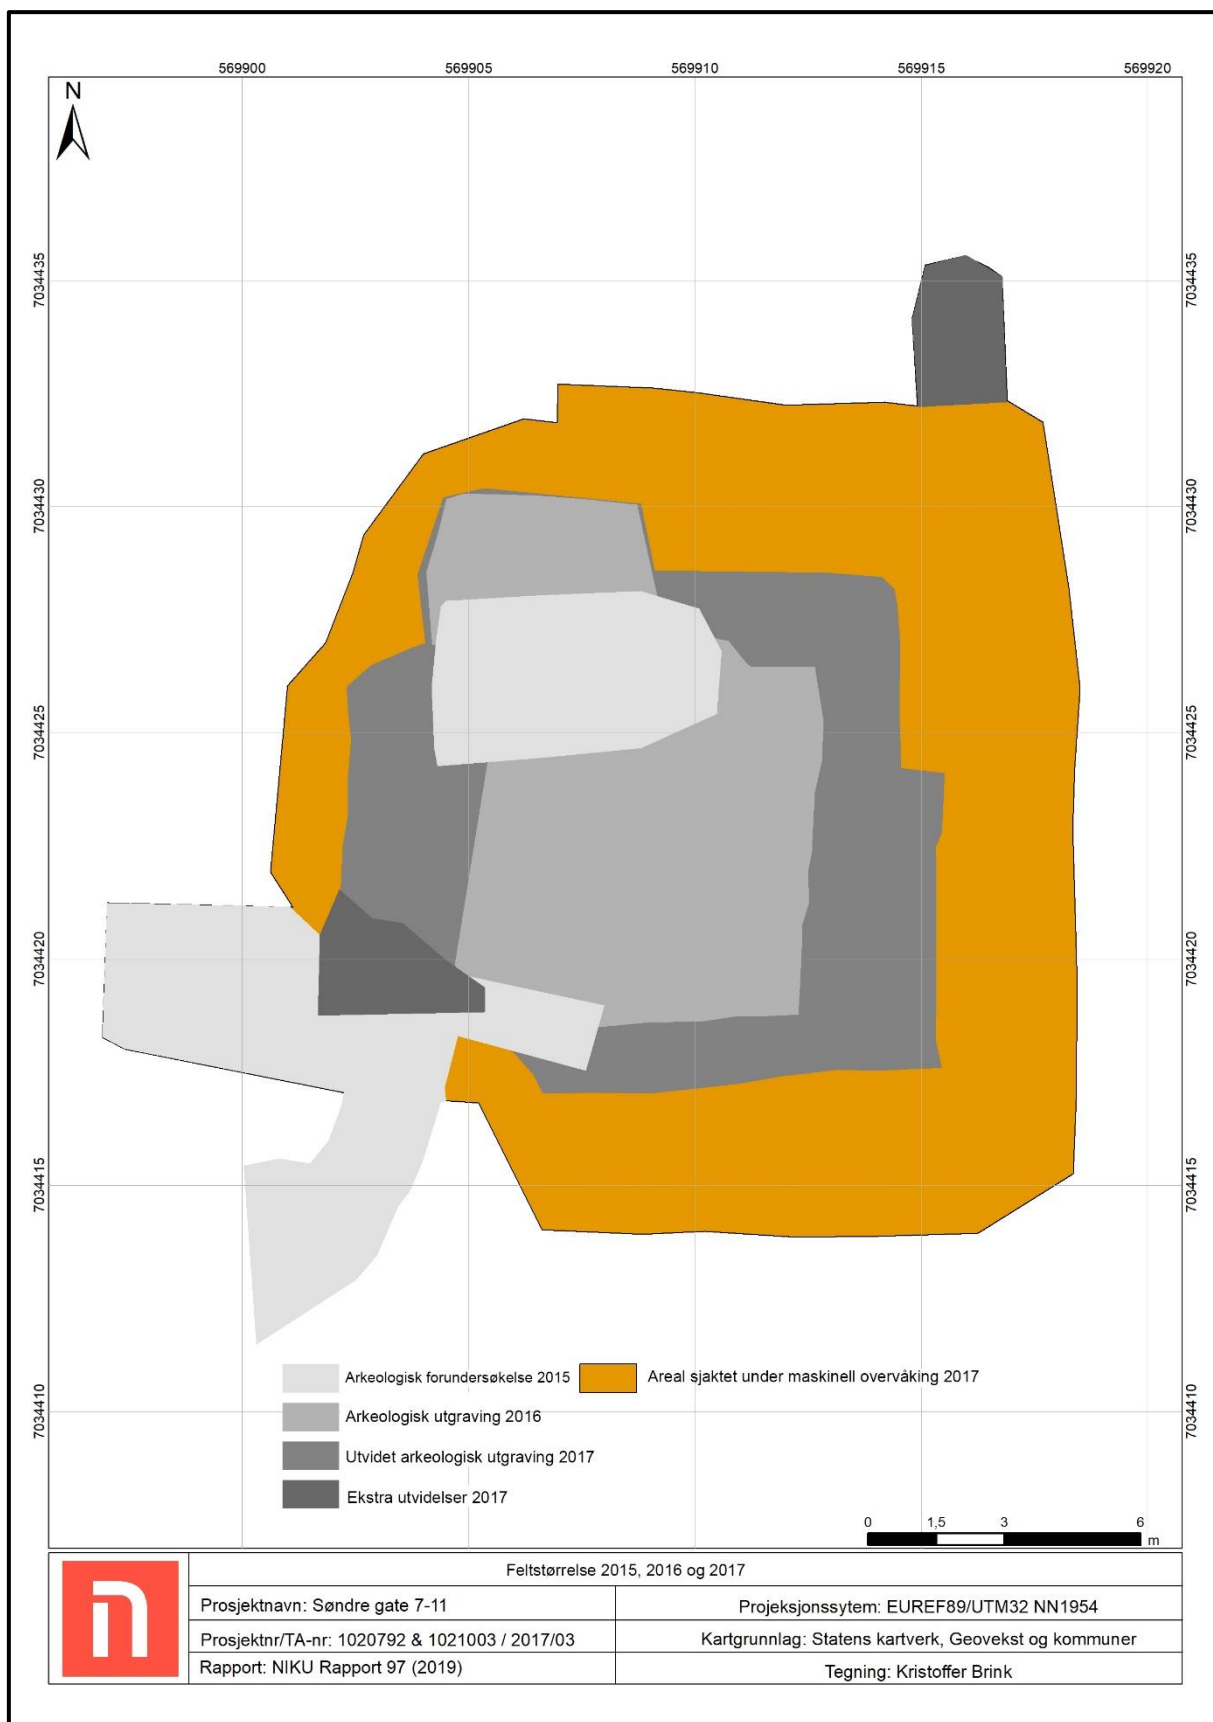 569900 569905 569910 569915 569920
N
7034435 7034435
7034430 7034430
7034425 7034425
7034420 7034420
7034415 7034415
7034410 7034410
Arkeologisk forundersøkelse 2015
Areal sjaktet under maskinell overvåking 2017
Arkeologisk utgraving 2016
Utvidet arkeologisk utgraving 2017
Ekstra utvidelser 2017
0 1,5 3 6
m
Feltstørrelse 2015, 2016 og 2017
Prosjektnavn: Søndre gate 7-11
Projeksjonssytem: EUREF89/UTM32 NN1954
Prosjektnr/TA-nr: 1020792 & 1021003 / 2017/03
Kartgrunnlag: Statens kartverk, Geovekst og kommuner
Rapport: NIKU Rapport 97 (2019)
Tegning: Kristoffer Brink